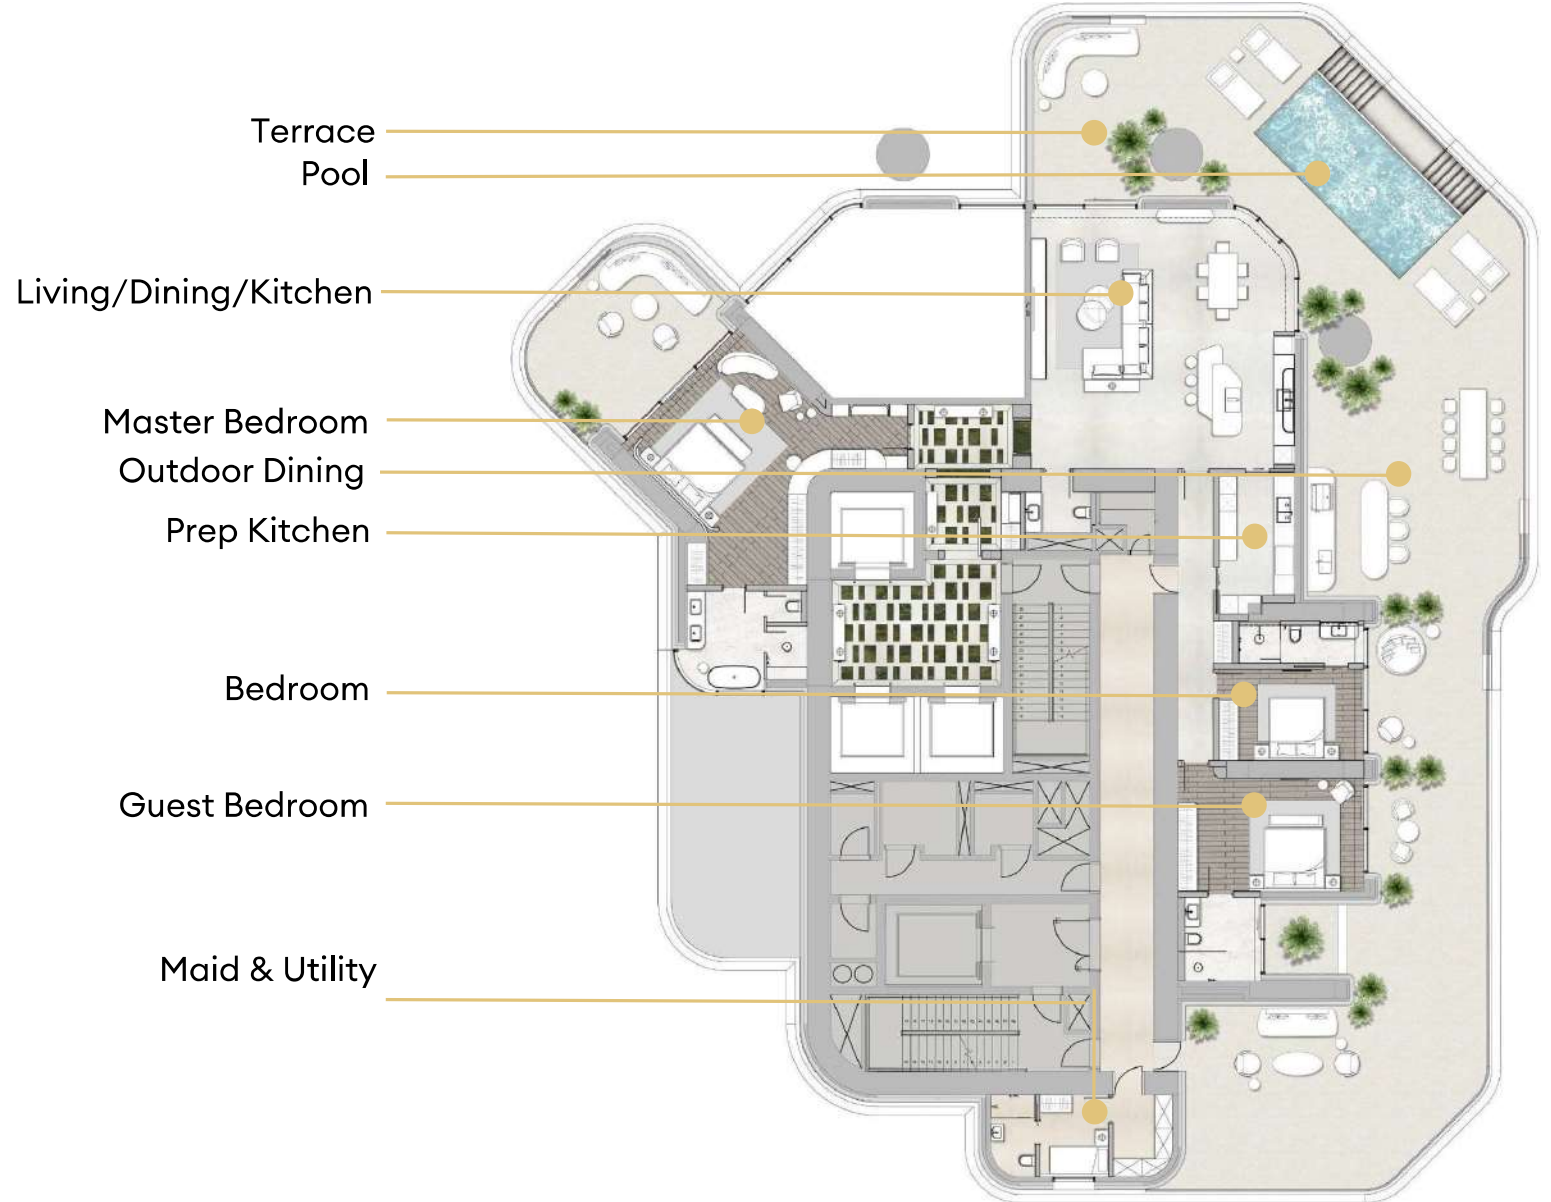 Terrace
Pool
Living/Dining/Kitchen
Master Bedroom
Outdoor Dining
Prep Kitchen
Bedroom
Guest Bedroom
Maid & Utility